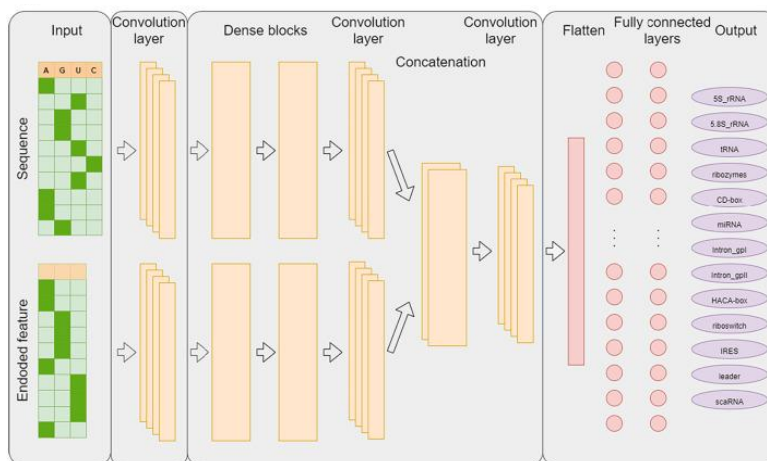 Input
Convolution
layer
Dense blocks
Convolution
layer
Convolution
layer
Concatenation
Flatten
Fully connected
layers
Output
A G U C
Sequence
Endoded feature
5S_rRNA
5.8S_rRNA
tRNA
ribozymes
CD-box
miRNA
Intron_gpI
Intron_gpII
HACA-box
riboswitch
IRES
leader
scaRNA